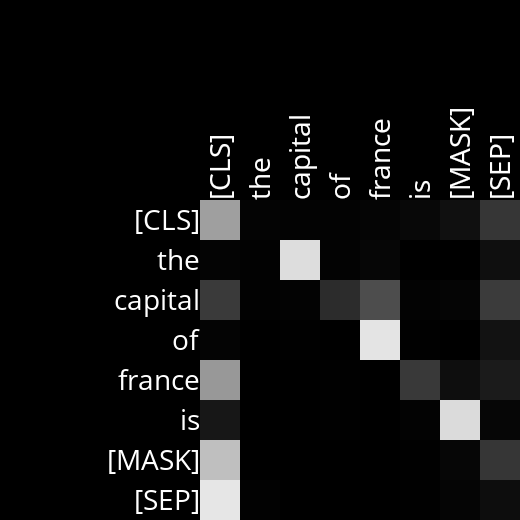 [CLS] the capital of france is [MASK] [SEP]
[CLS]
the
capital
of
france
is
[MASK]
[SEP]